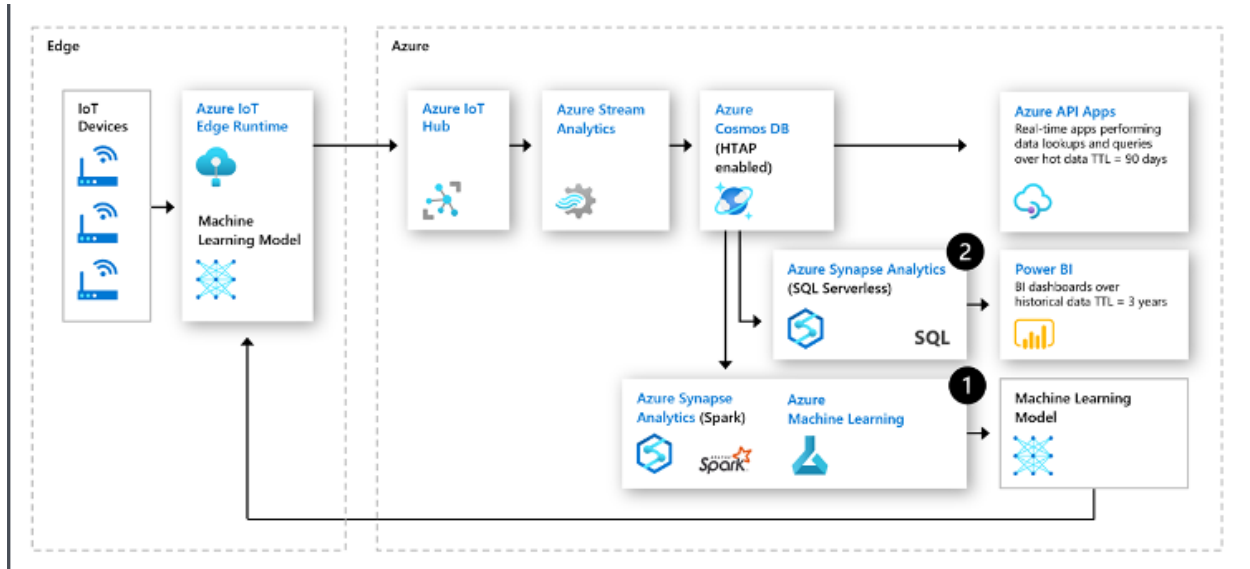 Edge
Azure
IoT
Devices
Azure IoT
Edge Runtime
Machine
Learning Model
Azure IoT
Hub
Azure Stream
Analytics
Azure
Cosmos DB
(HTAP
enabled)
Azure API Apps
Real-time apps performing
data lookups and queries
over hot data TTL = 90 days
2
Azure Synapse Analytics
(SQL Serverless)
SQL
Power BI
BI dashboards over
historical data TTL = 3 years
1
Azure Synapse
Analytics (Spark)
APACHE
Spark
Azure
Machine Learning
Machine Learning
Model